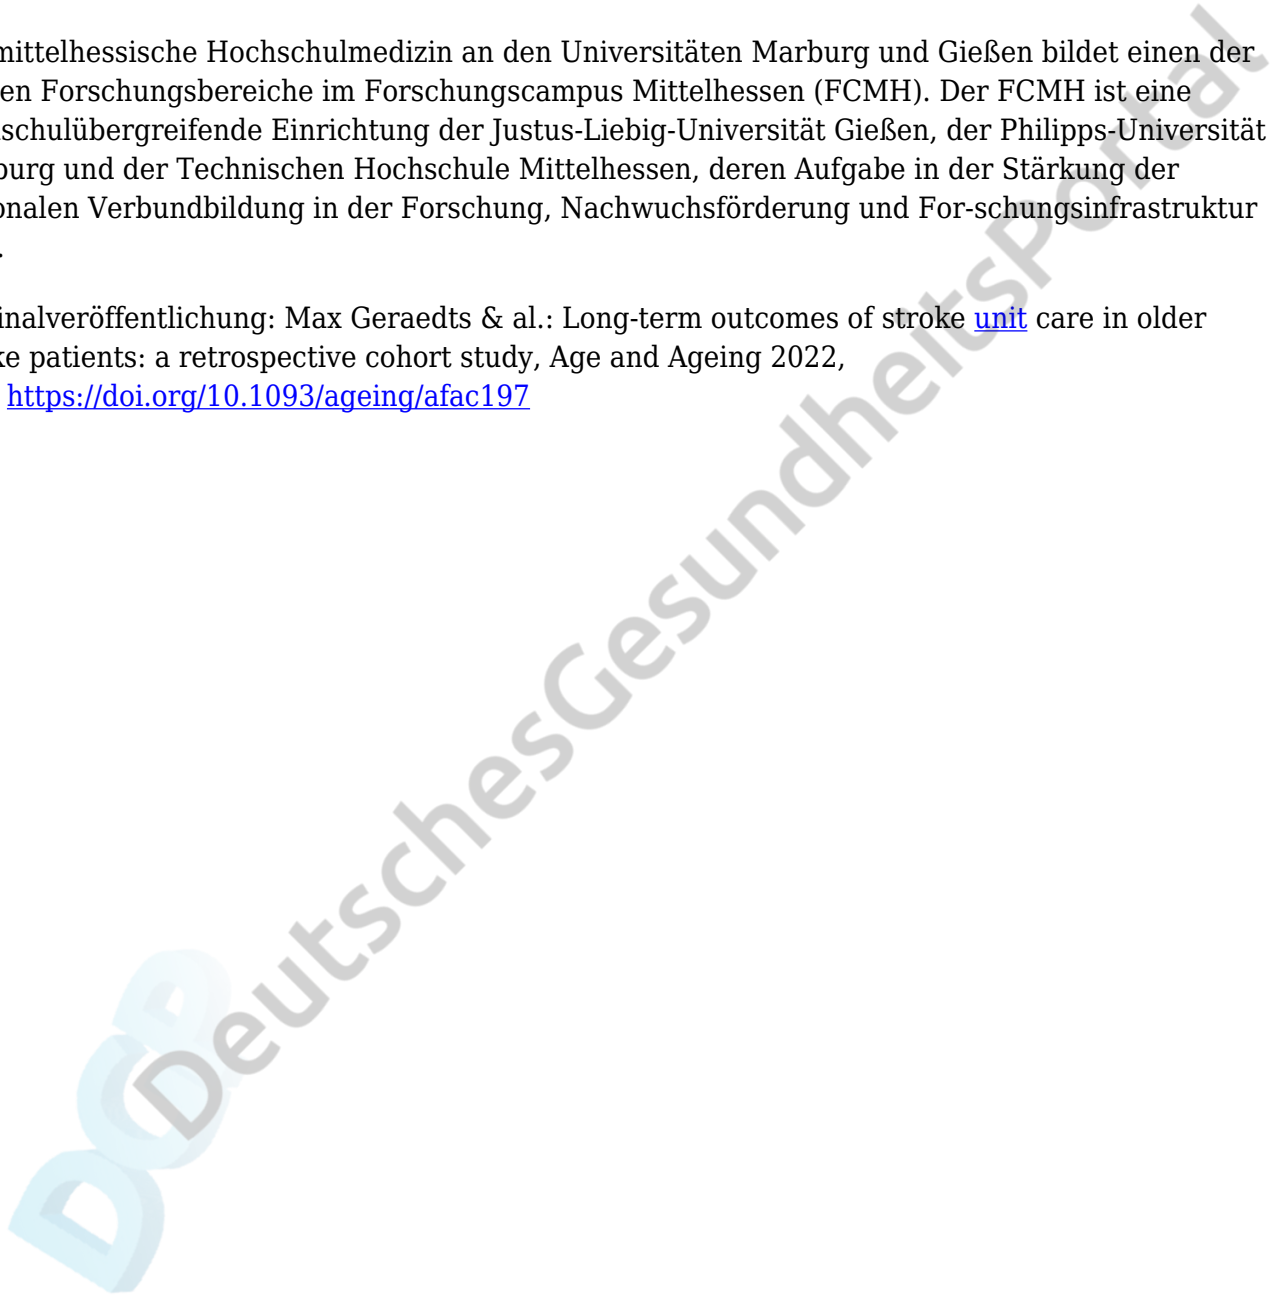 mittelhessische Hochschulmedizin an den Universitäten Marburg und Gießen bildet einen der
en Forschungsbereiche im Forschungscampus Mittelhessen (FCMH). Der FCMH ist eine
schulübergreifende Einrichtung der Justus-Liebig-Universität Gießen, der Philipps-Universität
burg und der Technischen Hochschule Mittelhessen, deren Aufgabe in der Stärkung der
onalen Verbundbildung in der Forschung, Nachwuchsförderung und For-schungsinfrastruktur
.
inalveröffentlichung: Max Geraedts & al.: Long-term outcomes of stroke unit care in older
ke patients: a retrospective cohort study, Age and Ageing 2022,
https://doi.org/10.1093/ageing/afac197
DeutschesGesundheitsPortal
DGP